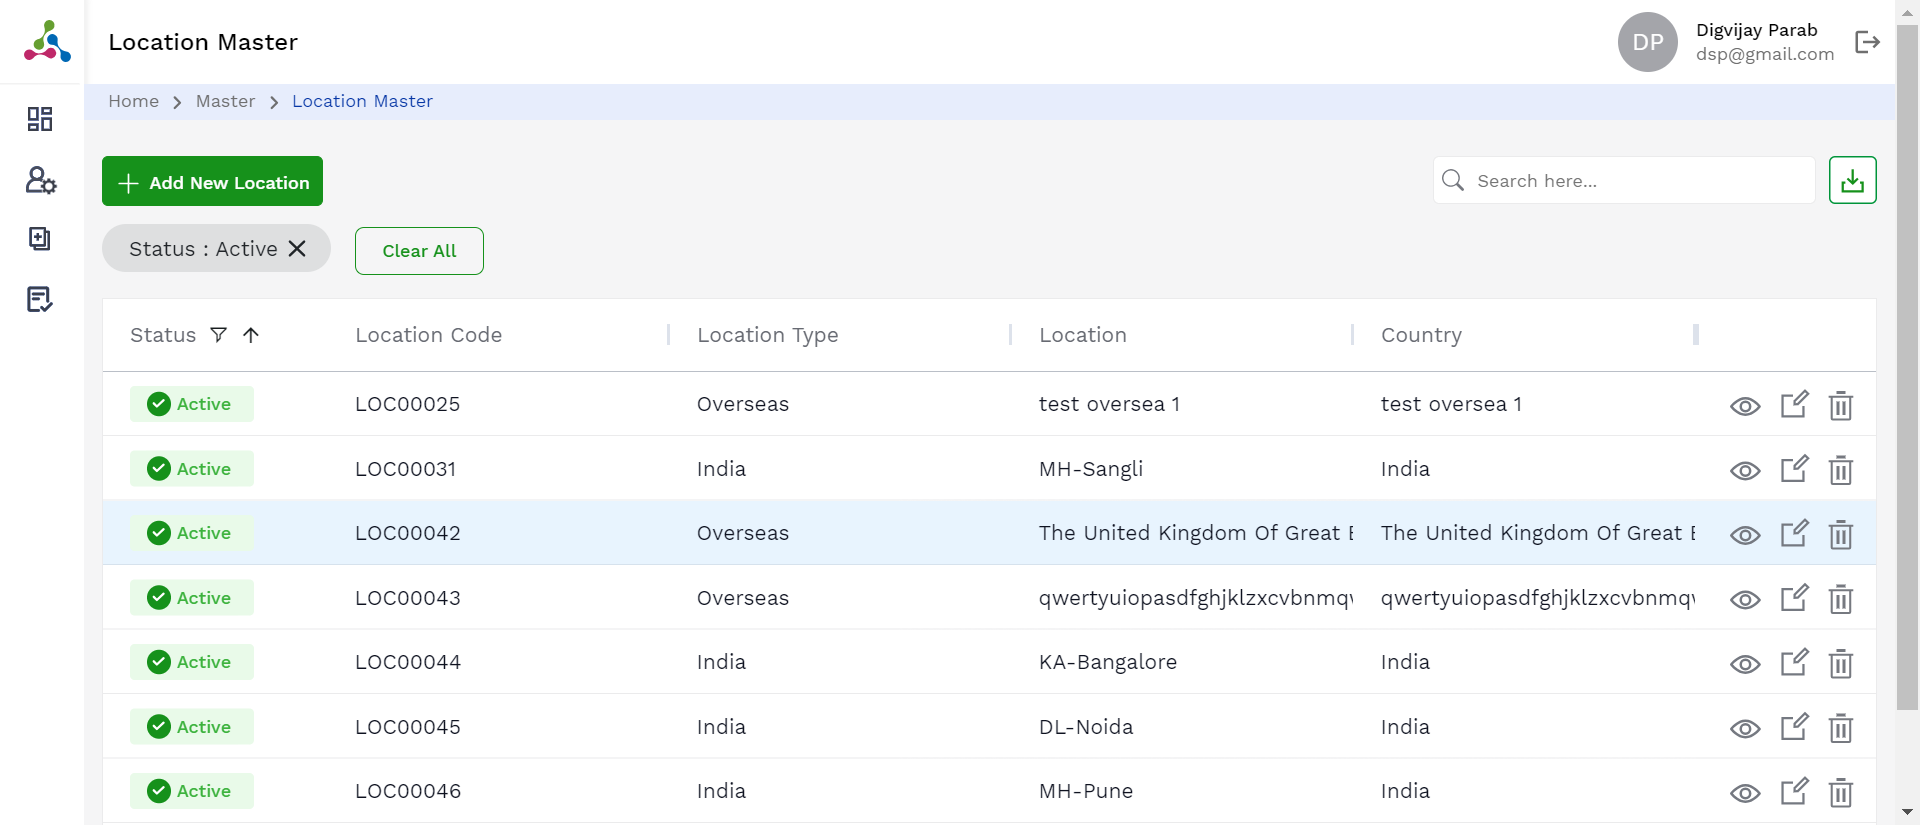 Location Master
DP
Digvijay Parab
dsp@gmail.com
Home > Master > Location Master
Add New Location
Search here...
Status : Active
Clear All
Status Location Code Location Type Location Country
Active LOC00025 Overseas test oversea 1 test oversea 1
Active LOC00031 India MH-Sangli India
Active LOC00042 Overseas The United Kingdom Of Great The United Kingdom Of Great
Active LOC00043 Overseas qwertyuiopasdfghjklzxcvbnmq qwertyuiopasdfghjklzxcvbnmq
Active LOC00044 India KA-Bangalore India
Active LOC00045 India DL-Noida India
Active LOC00046 India MH-Pune India